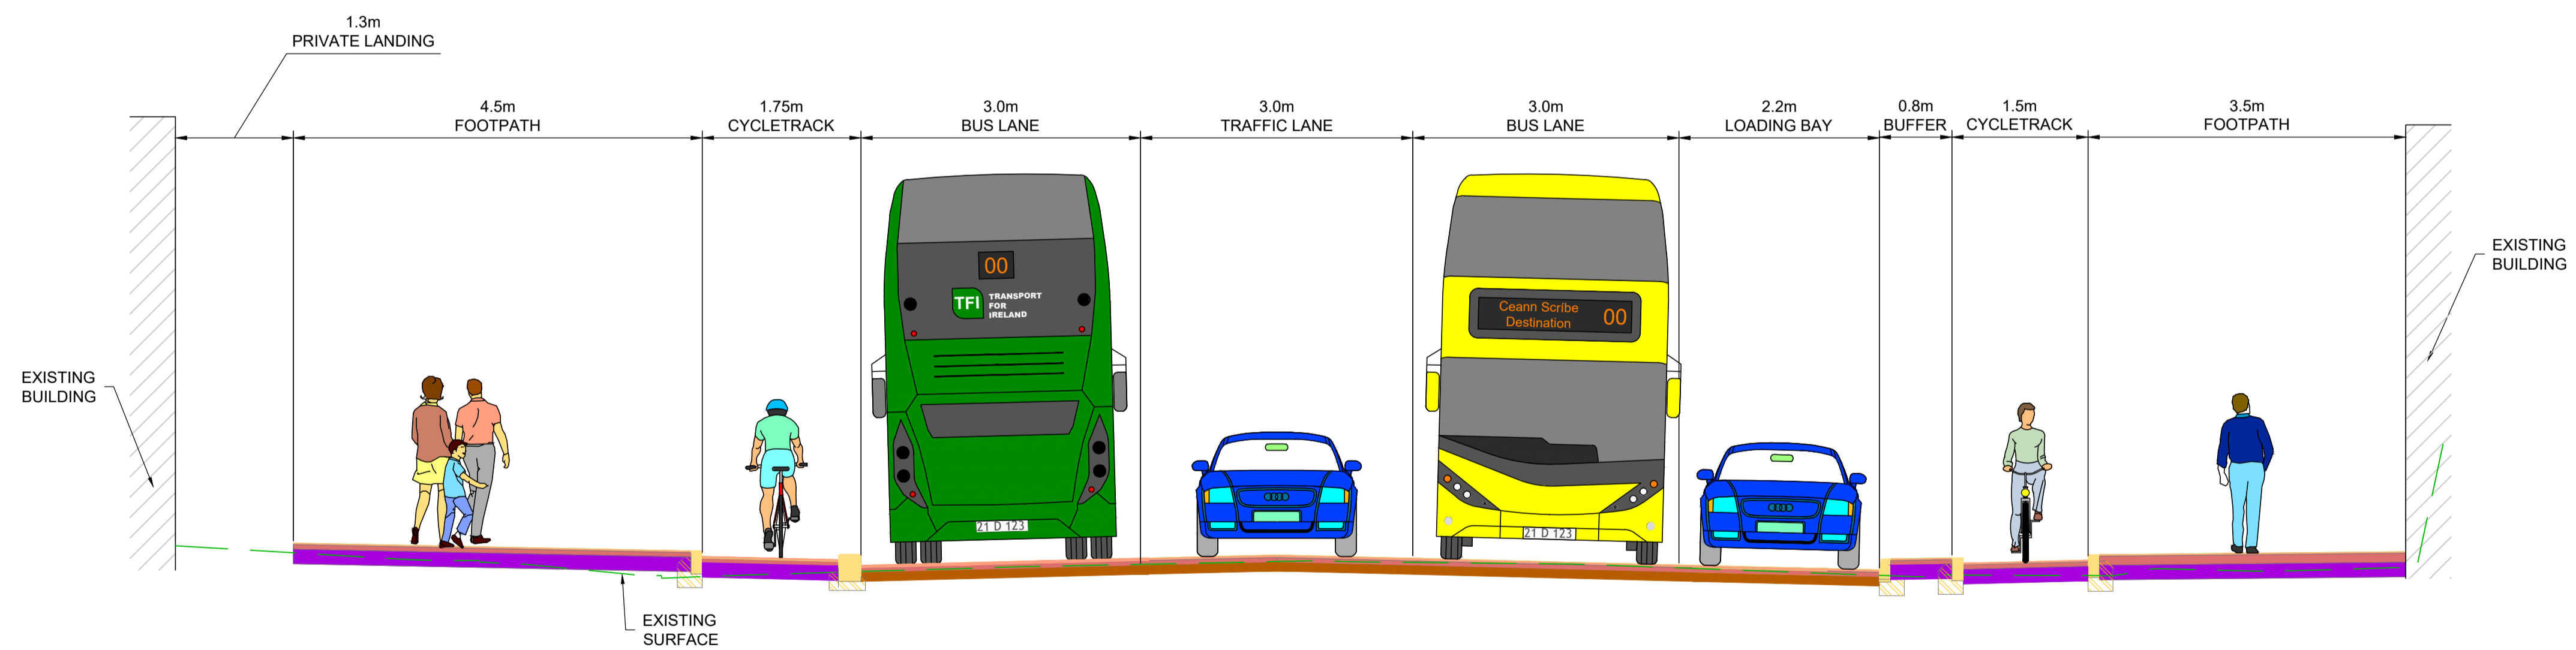 1.3m
PRIVATE LANDING
4.5m
FOOTPATH
1.75m
CYCLETRACK
3.0m
BUS LANE
3.0m
TRAFFIC LANE
3.0m
BUS LANE
2.2m
LOADING BAY
0.8m
BUFFER
1.5m
CYCLETRACK
3.5m
FOOTPATH
EXISTING
BUILDING
00
TFI
TRANSPORT
FOR
IRELAND
21 D 123
Ceann Scríbe
Destination
00
21 D 123
EXISTING
BUILDING
EXISTING
SURFACE